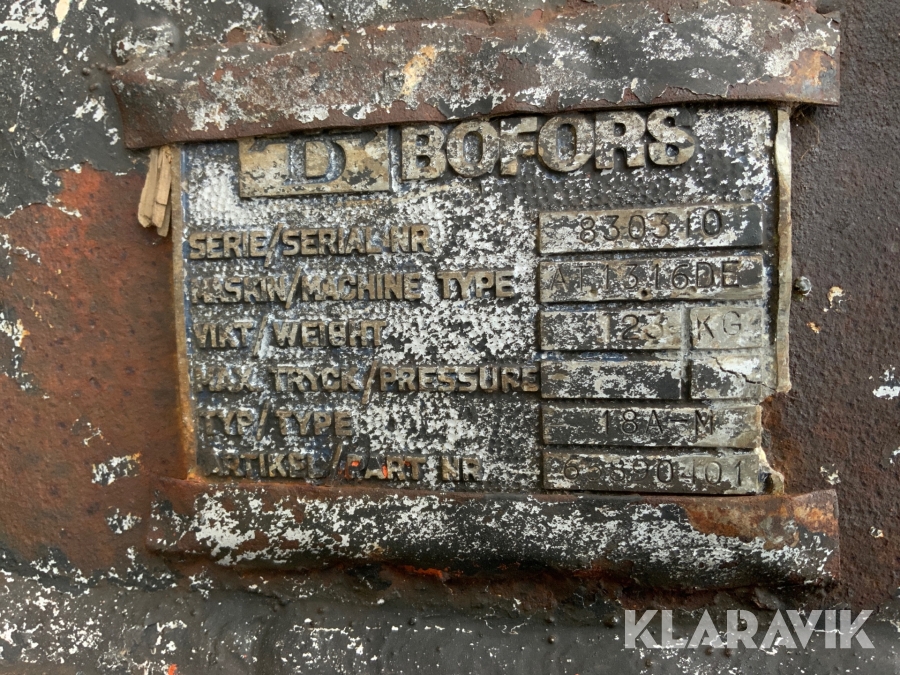 D BOFORS
SERIE/SERIAL-NR 830310
MASKIN/MACHINE TYPE AT1316DE
VIKT/WEIGHT 123 KG
MAX TRYCK/PRESSURE
TYP/TYPE 18A-M
ARTIKEL/PART NR
KLARAVIK